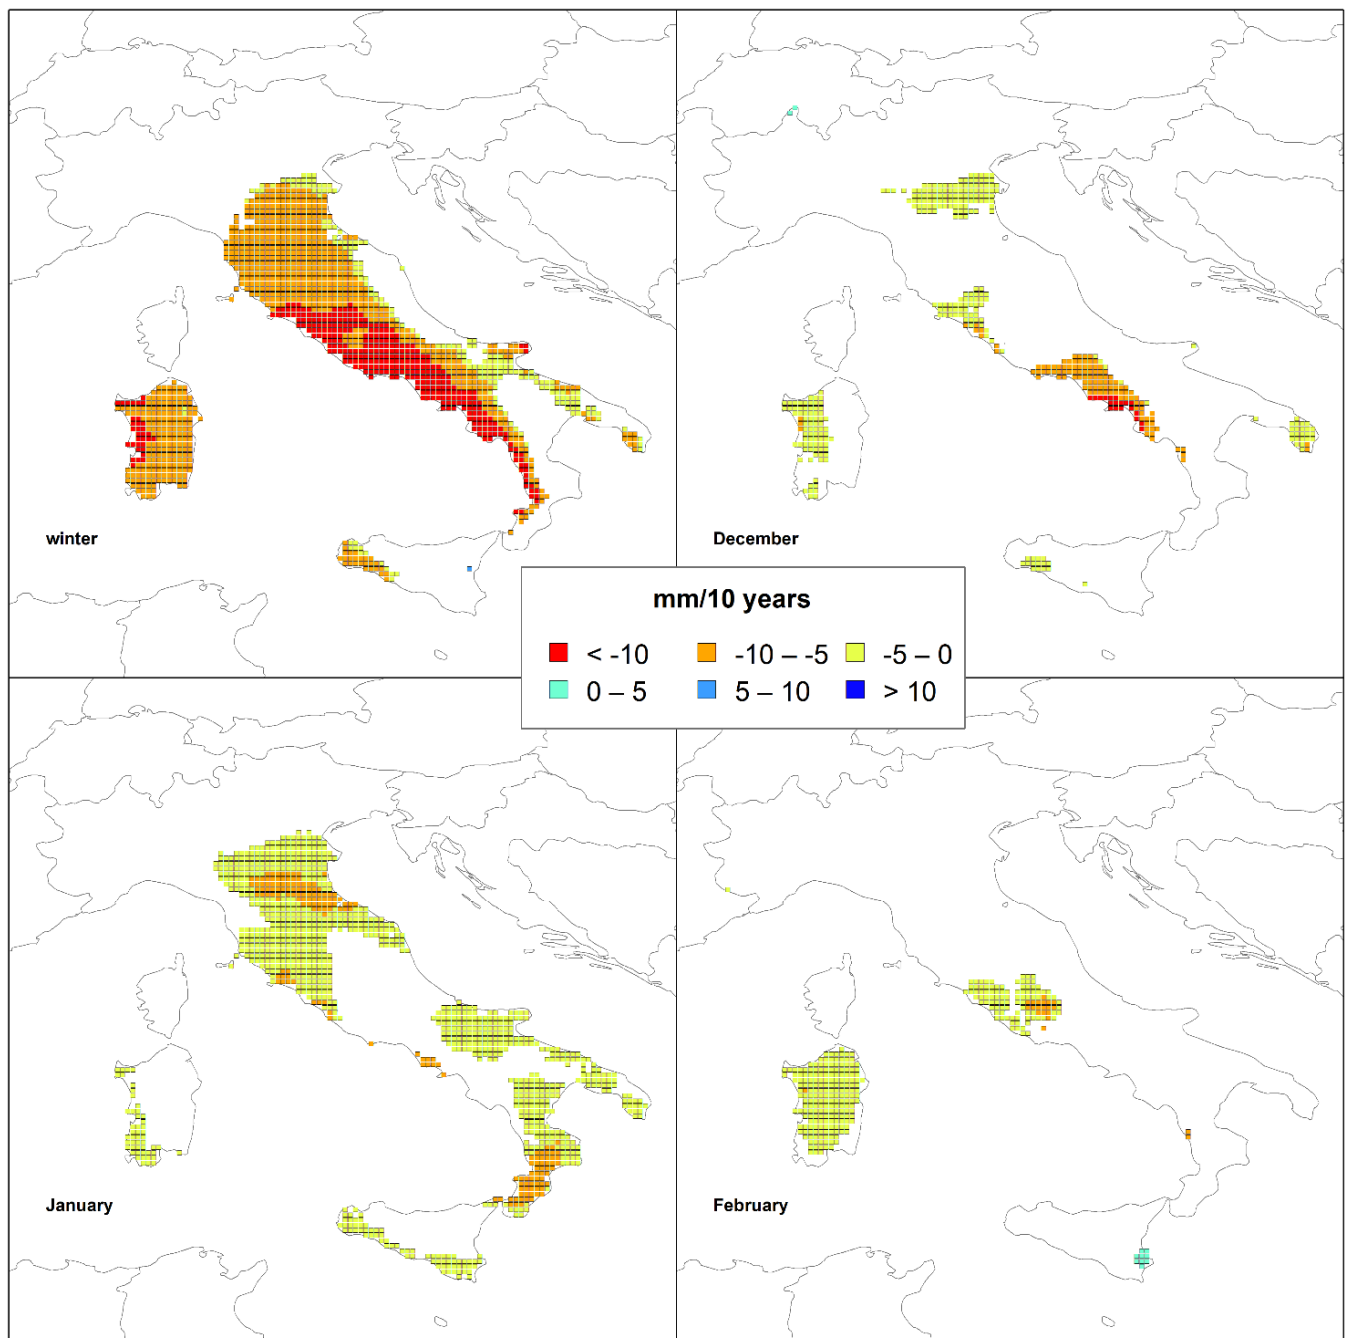 winter
December
mm/10 years
< -10
-10 – -5
-5 – 0
0 – 5
5 – 10
> 10
January
February